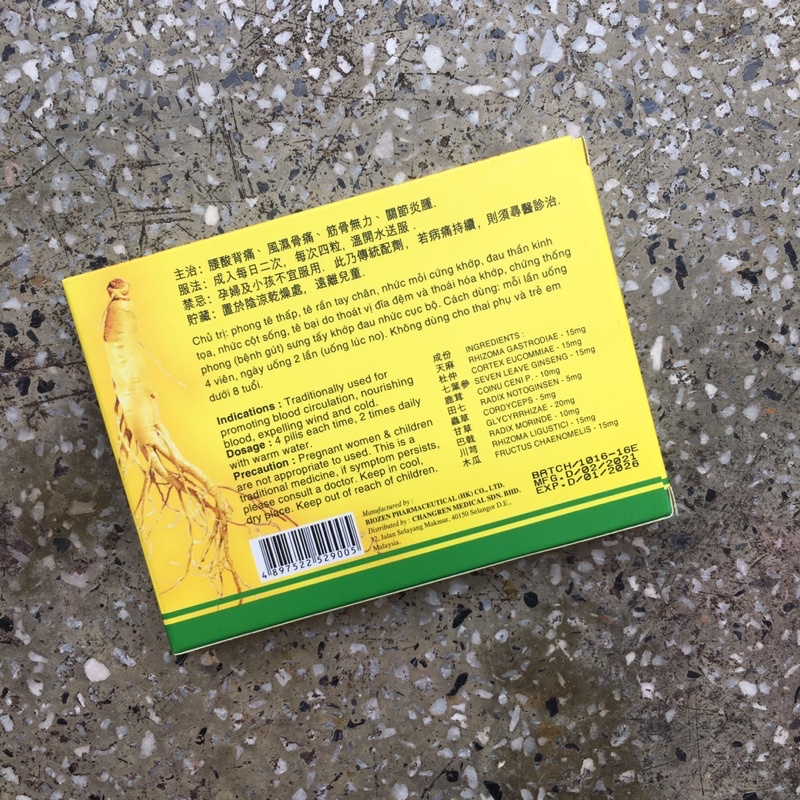 主治：腰酸背痛、風濕骨痛、筋骨無力、關節炎腫.
服法：成入每日二次，每次四粒，溫開水送服．
禁忌：孕婦及小孩不宜服用．此乃傳統配劑，若病痛持續，則須尋醫診治.
貯藏：置於陰涼乾燥處，遠離兒童.
Chủ trị: phong tê thấp, tê rần tay chân, nhức mỏi cứng khớp, đau thần kinh
tọa, nhức cột sống, tê bại do thoát vị đĩa đệm và thoái hóa khớp, chứng thống
phong (bệnh gút) sung tấy khớp đau nhức cục bộ. Cách dùng: mỗi lần uống
4 viên, ngày uống 2 lần (uống lúc no). Không dùng cho thai phụ và trẻ em
dưới 8 tuổi.
Indications : Traditionally used for
promoting blood circulation, nourishing
blood, expelling wind and cold.
Dosage : 4 pills each time, 2 times daily
with warm water.
Precaution : Pregnant women & children
are not appropriate to used. This is a
traditional medicine, if symptom persists,
please consult a doctor. Keep in cool,
dry place. Keep out of reach of children.
成份 INGREDIENTS :
天麻 RHIZOMA GASTRODIAE - 15mg
杜仲 CORTEX EUCOMMIAE - 15mg
七葉參 SEVEN LEAVE GINSENG - 15mg
鹿茸 COINU CENI P. - 10mg
田七 RADIX NOTOGINSEN - 5mg
蟲草 CORDYCEPS - 5mg
甘草 GLYCYRRHIZAE - 20mg
巴戟 RADIX MORINDE - 10mg
川芎 RHIZOMA LIGUSTICI - 15mg
木瓜 FRUCTUS CHAENOMELIS - 15mg
BATCH/1016-16E
MFG:D/02/2021
EXP:D/01/2026
Manufactured by :
BIOZEN PHARMACEUTICAL (HK) CO., LTD.
Distributed by : CHANGREN MEDICAL SDN. BHD.
32, Jalan Selayang Makmur, 40150 Selangor D.E.,
Malaysia.
4 897522 529005